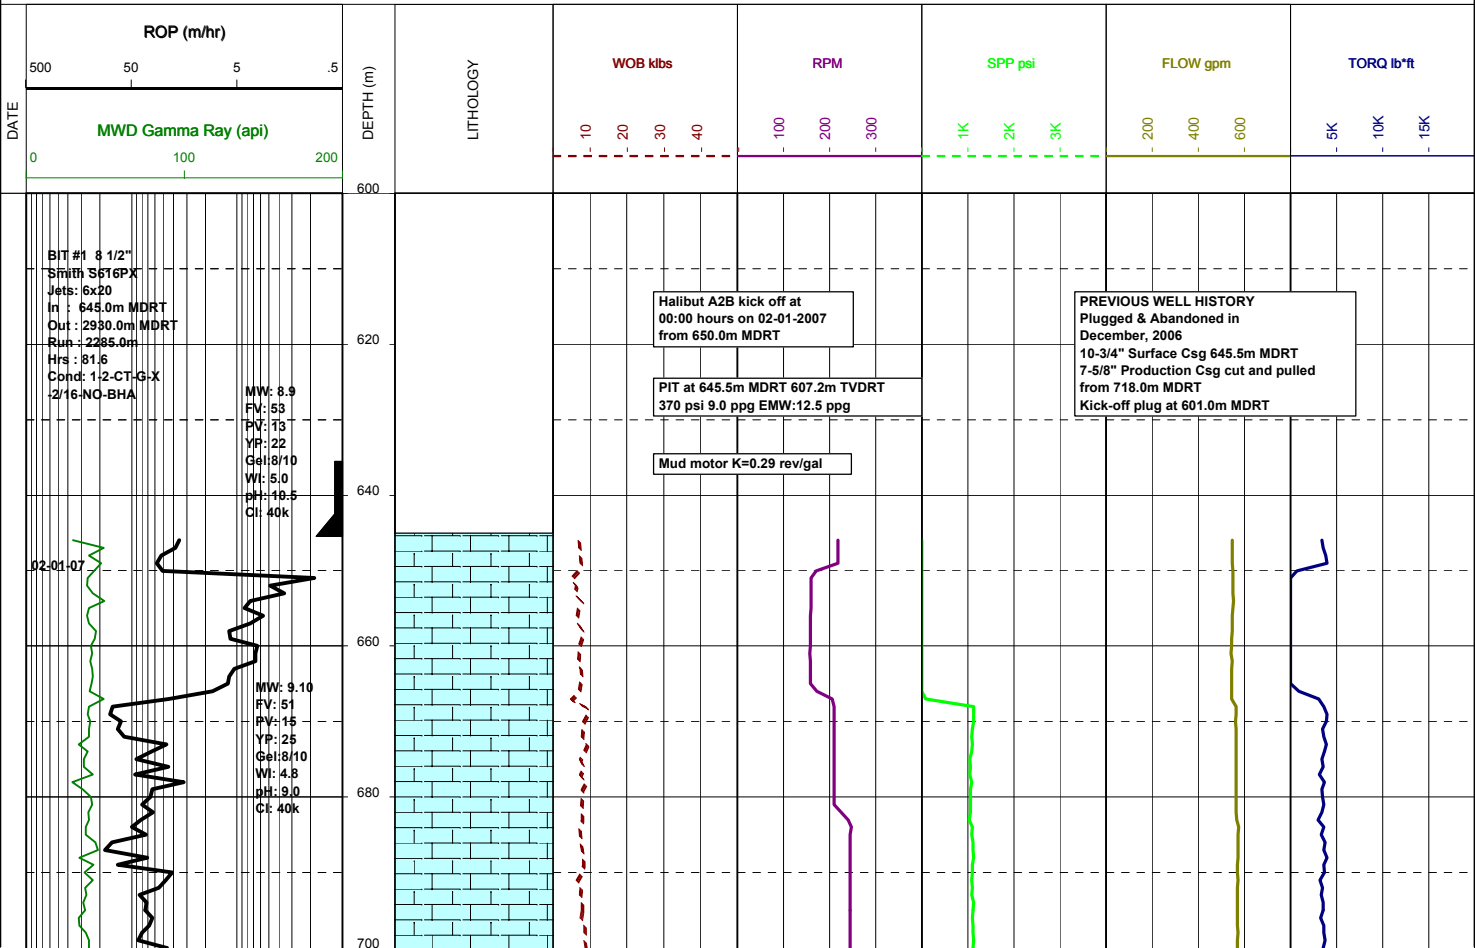 ROP (m/hr)
500 50 5 .5
MWD Gamma Ray (api)
0 100 200
DATE
DEPTH (m)
LITHOLOGY
WOB klbs
10 20 30 40
RPM
100 200 300
SPP psi
1K 2K 3K
FLOW gpm
200 400 600
TORQ lb*ft
5K 10K 15K
600
620
640
660
680
700
BIT #1 8 1/2"
Smith S616PX
Jets: 6x20
In : 645.0m MDRT
Out : 2930.0m MDRT
Run : 2285.0m
Hrs : 81.6
Cond: 1-2-CT-G-X
-2/16-NO-BHA
MW: 8.9
FV: 53
PV: 13
YP: 22
Gel:8/10
Wl: 5.0
pH: 10.5
Cl: 40k
02-01-07
MW: 9.10
FV: 51
PV: 15
YP: 25
Gel:8/10
Wl: 4.8
pH: 9.0
Cl: 40k
Halibut A2B kick off at
00:00 hours on 02-01-2007
from 650.0m MDRT
PIT at 645.5m MDRT 607.2m TVDRT
370 psi 9.0 ppg EMW:12.5 ppg
Mud motor K=0.29 rev/gal
PREVIOUS WELL HISTORY
Plugged & Abandoned in
December, 2006
10-3/4" Surface Csg 645.5m MDRT
7-5/8" Production Csg cut and pulled
from 718.0m MDRT
Kick-off plug at 601.0m MDRT